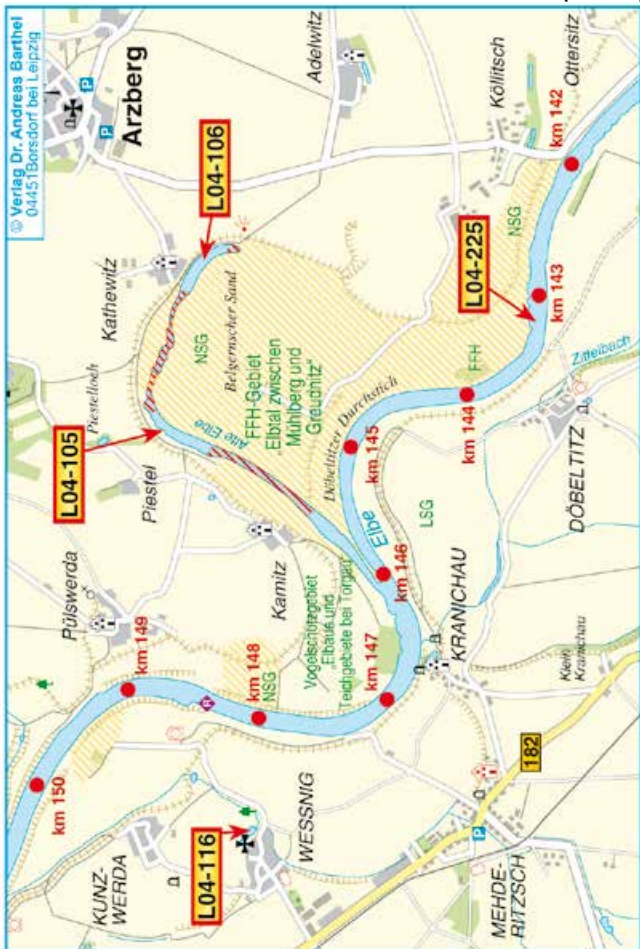 © Verlag Dr. Andreas Barthel
04451 Borsdorf bei Leipzig
Arzberg
Adelwitz
Köllitsch
Ottersitz
km 142
L04-106
Kathewitz
NSG
L04-225
km 143
Belgernscher Sand
NSG
FFH-Gebiet
Elbtal zwischen
Mühlberg und
Greudnitz"
FFH
Zittelbach
Piestelloch
Alte Elbe
Döbeltitzer Durchstich
km 144
L04-105
km 145
DÖBELTITZ
Piestel
Elbe
LSG
Pülswerda
Kamitz
km 146
KRANICHAU
Vogelschutzgebiet
„Elbaue und
Teichgebiete bei Torgau"
km 149
km 148
NSG
km 147
Klein
Kranichau
R
km 150
182
WESSNIG
L04-116
KUNZ-
WERDA
MEHDE-
RITZSCH
P
P
P